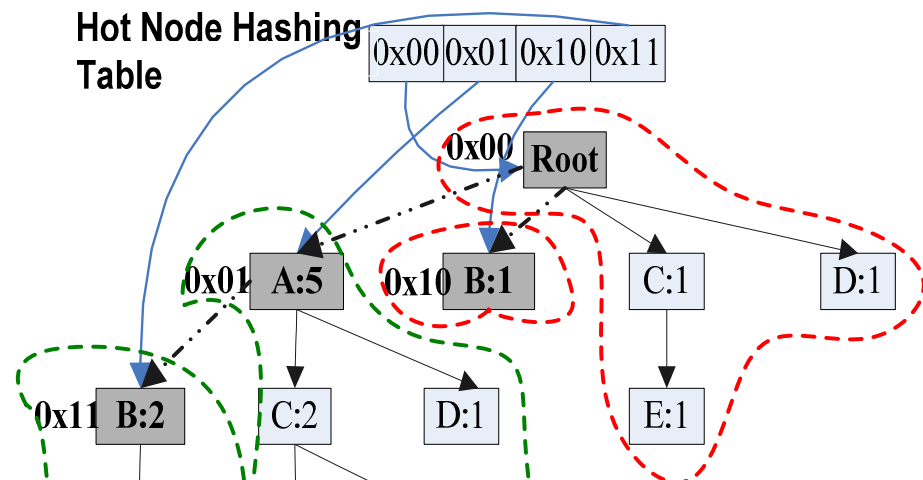 Hot Node Hashing
Table
0x00 0x01 0x10 0x11
0x00 Root
0x01 A:5 0x10 B:1 C:1 D:1
0x11 B:2 C:2 D:1 E:1